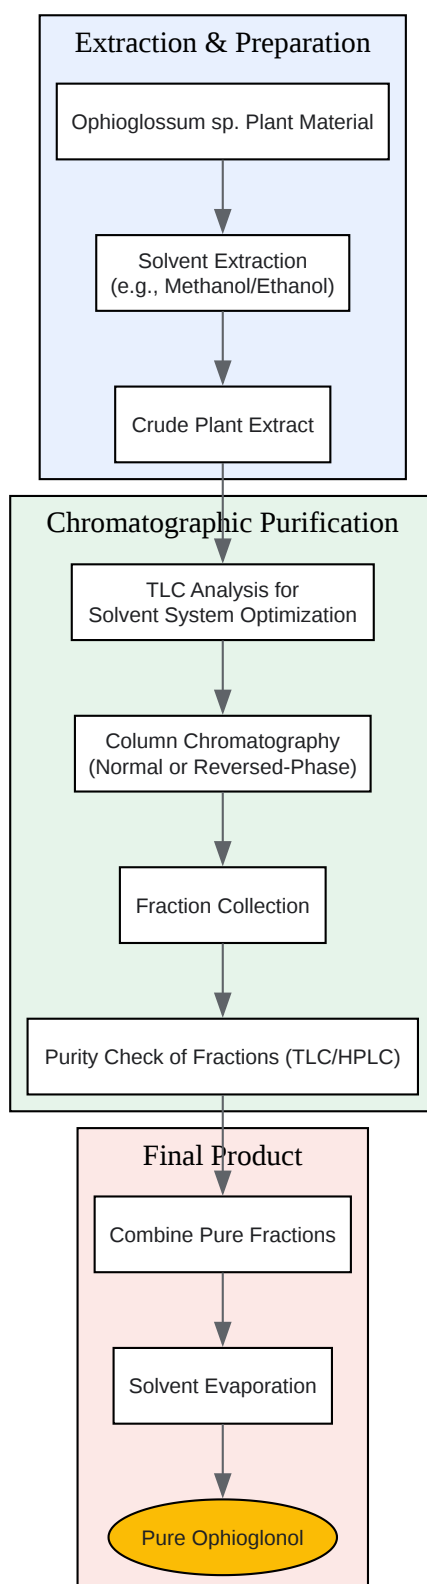 Extraction & Preparation
Ophioglossum sp. Plant Material
Solvent Extraction
(e.g., Methanol/Ethanol)
Crude Plant Extract
Chromatographic Purification
TLC Analysis for
Solvent System Optimization
Column Chromatography
(Normal or Reversed-Phase)
Fraction Collection
Purity Check of Fractions (TLC/HPLC)
Final Product
Combine Pure Fractions
Solvent Evaporation
Pure Ophioglonol